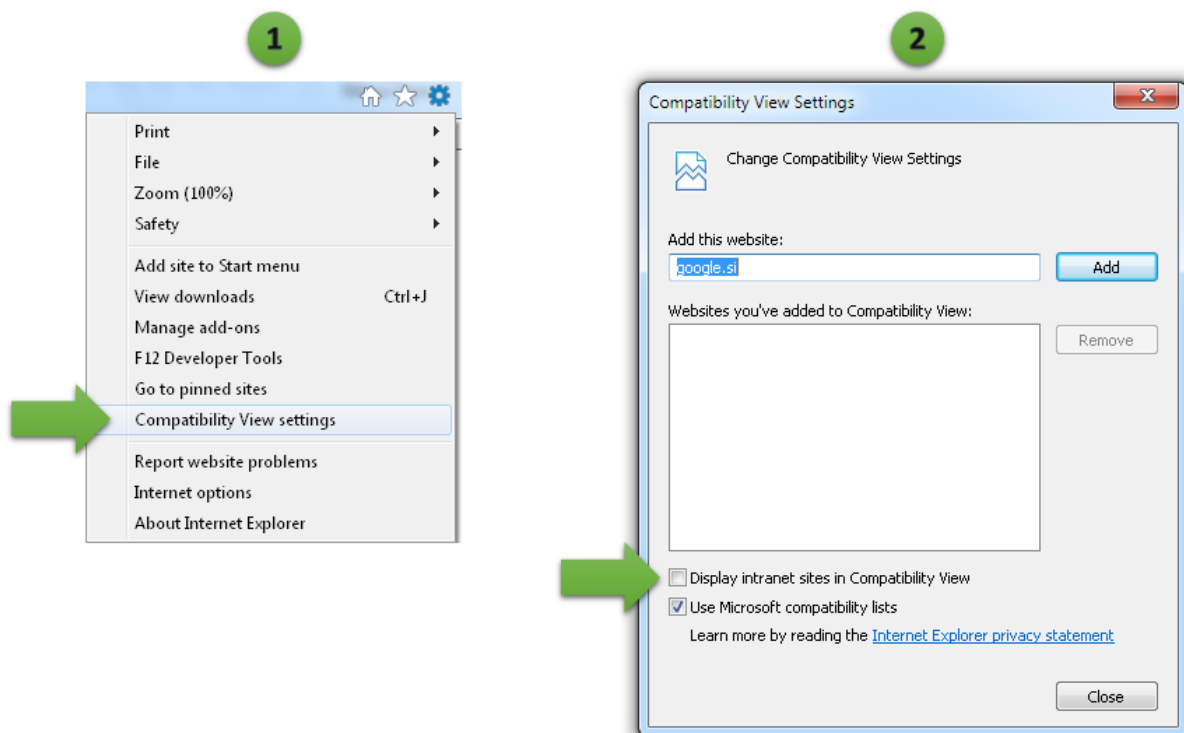 1
Print
File
Zoom (100%)
Safety
Add site to Start menu
View downloads Ctrl+J
Manage add-ons
F12 Developer Tools
Go to pinned sites
Compatibility View settings
Report website problems
Internet options
About Internet Explorer
2
Compatibility View Settings
Change Compatibility View Settings
Add this website:
google.si Add
Websites you've added to Compatibility View:
Remove
Display intranet sites in Compatibility View
Use Microsoft compatibility lists
Learn more by reading the Internet Explorer privacy statement
Close